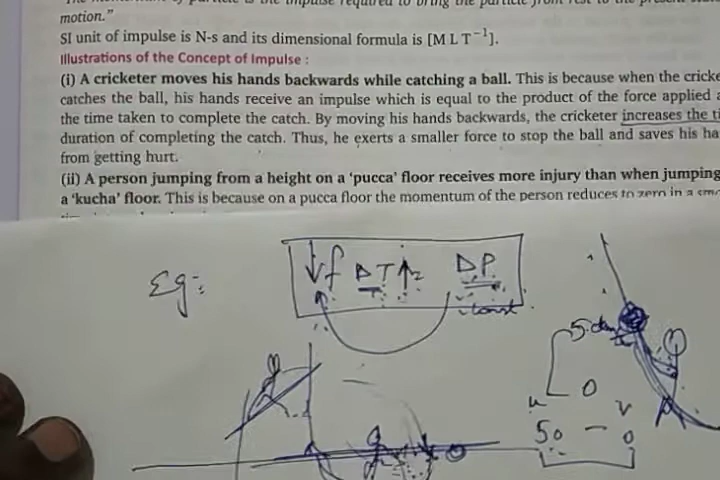 motion.”
SI unit of impulse is N-s and its dimensional formula is [M L T⁻¹].
Illustrations of the Concept of Impulse :
(i) A cricketer moves his hands backwards while catching a ball. This is because when the cricke
catches the ball, his hands receive an impulse which is equal to the product of the force applied a
the time taken to complete the catch. By moving his hands backwards, the cricketer increases the ti
duration of completing the catch. Thus, he exerts a smaller force to stop the ball and saves his ha
from getting hurt.
(ii) A person jumping from a height on a ‘pucca’ floor receives more injury than when jumping
a ‘kucha’ floor. This is because on a pucca floor the momentum of the person reduces to zero in a
Eg:
↓f ΔT↑= ΔP
const
u 0 v
50 – 0